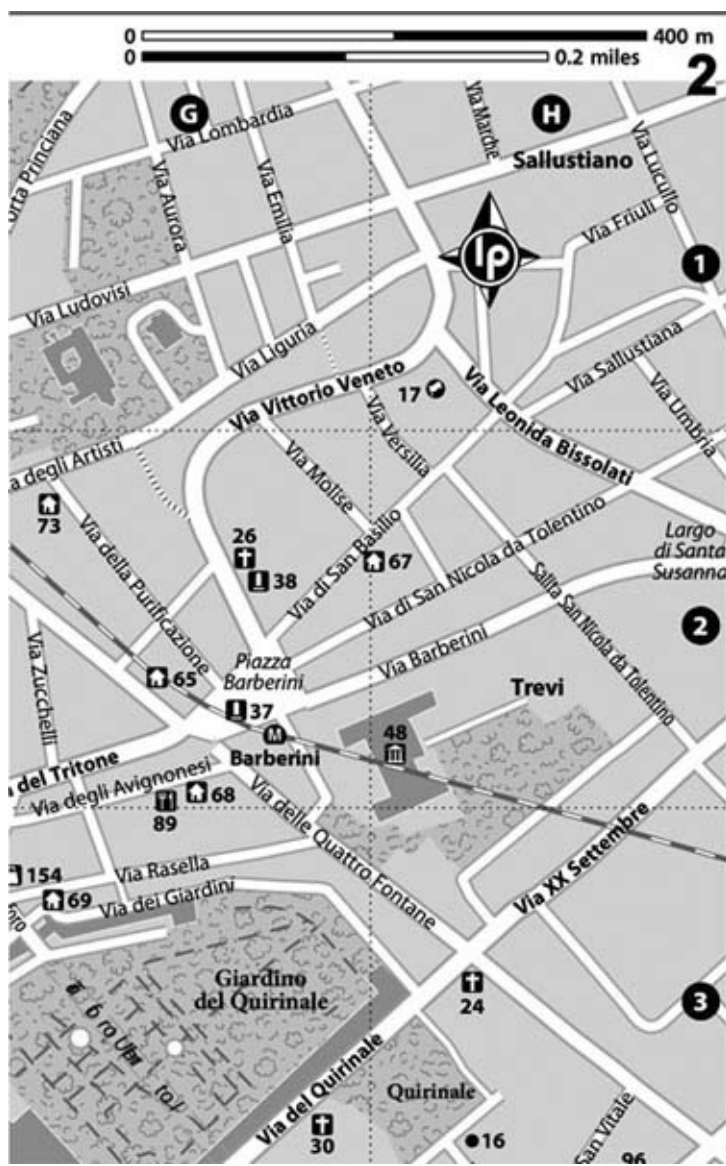 0 400 m
0 0.2 miles
2
G
H
Via Lombardia
Via Marche
Sallustiano
Via Lucullo
orta Princiana
Via Aurora
Via Emilia
lp
Via Friuli
1
Via Ludovisi
Via Liguria
Via Vittorio Veneto
17
Via Sallustiana
Via Versilia
Via Leonida Bissolati
Via Umbria
a degli Artisti
Via Molise
73
26
38
Via di San Basilio
67
Via di San Nicola da Tolentino
Largo
di Santa
Susanna
Via della Purificazione
Salita San Nicola da Tolentino
2
Via Zucchelli
Piazza
Barberini
Via Barberini
65
Trevi
37
48
M
Barberini
a del Tritone
Via degli Avignonesi
68
89
Via delle Quattro Fontane
Via XX Settembre
154
Via Rasella
69
Via dei Giardini
oro
Giardino
del Quirinale
24
3
Via del Quirinale
Quirinale
30
16
San Vitale
96